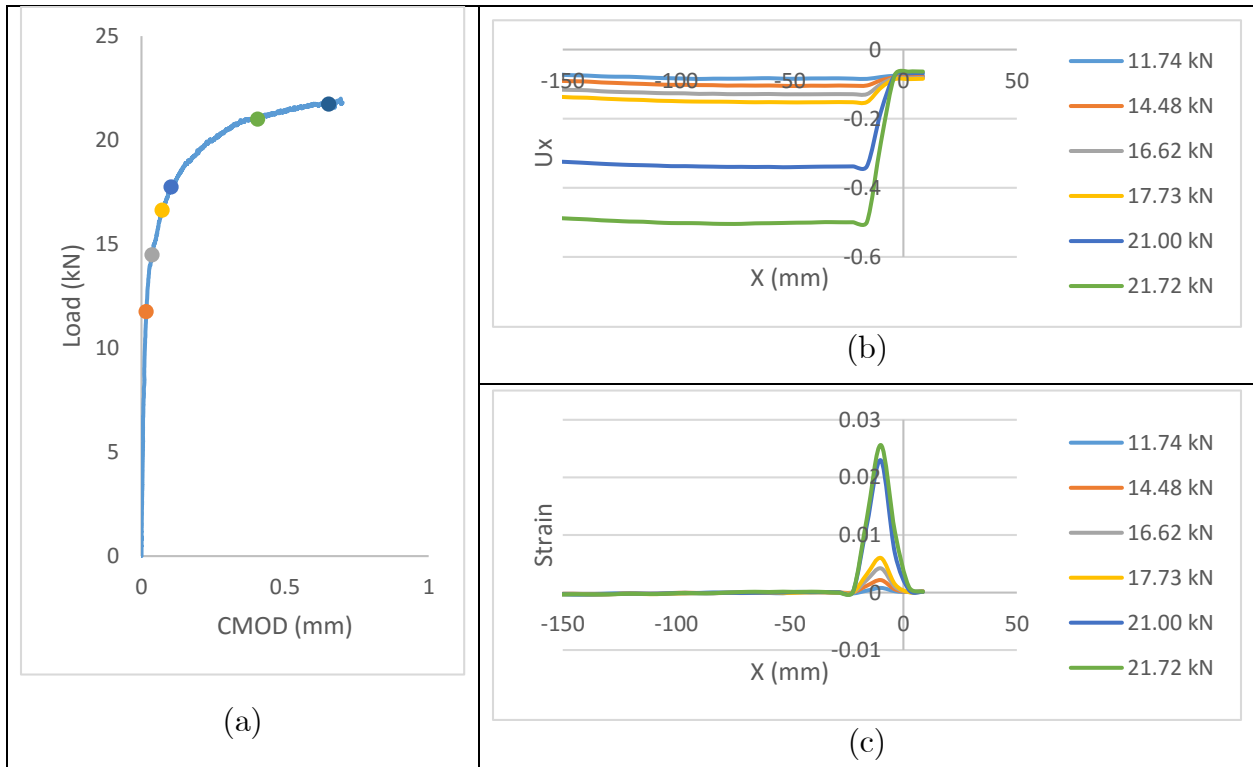 25
20
15
10
5
0
Load (kN)
0
0.5
1
CMOD (mm)
(a)
0
-0.2
-0.4
-0.6
-150
-100
-50
0
50
Ux
X (mm)
11.74 kN
14.48 kN
16.62 kN
17.73 kN
21.00 kN
21.72 kN
(b)
0.03
0.02
0.01
0
-0.01
-150
-100
-50
0
50
Strain
X (mm)
11.74 kN
14.48 kN
16.62 kN
17.73 kN
21.00 kN
21.72 kN
(c)